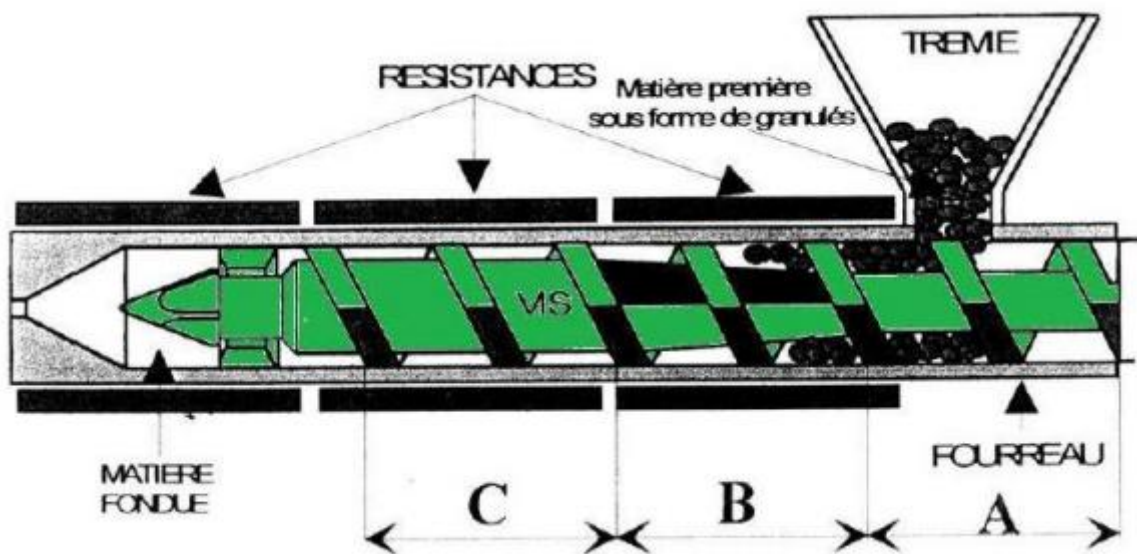 TREMIE
RESISTANCES
Matière première
sous forme de granulés
VIS
MATIERE
FONDUE
FOURREAU
C
B
A